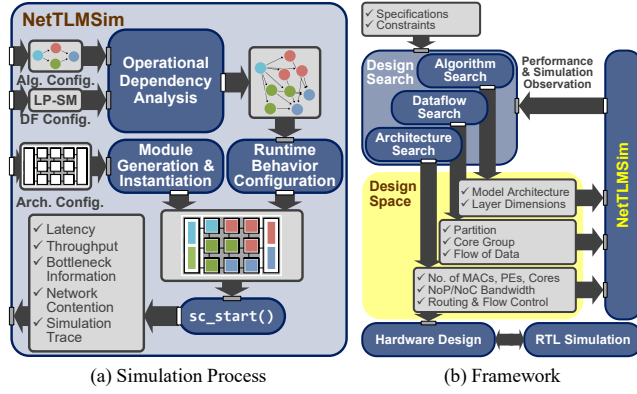 NetTLMSim
Alg. Config.
LP-SM
DF Config.
Operational
Dependency
Analysis
Arch. Config.
Module
Generation &
Instantiation
Runtime
Behavior
Configuration
✓ Latency
✓ Throughput
✓ Bottleneck
Information
✓ Network
Contention
✓ Simulation
Trace
sc_start()
(a) Simulation Process
✓ Specifications
✓ Constraints
Design
Search
Algorithm
Search
Dataflow
Search
Architecture
Search
Performance
& Simulation
Observation
NetTLMSim
Design
Space
✓ Model Architecture
✓ Layer Dimensions
✓ Partition
✓ Core Group
✓ Flow of Data
✓ No. of MACs, PEs, Cores
✓ NoP/NoC Bandwidth
✓ Routing & Flow Control
Hardware Design
RTL Simulation
(b) Framework